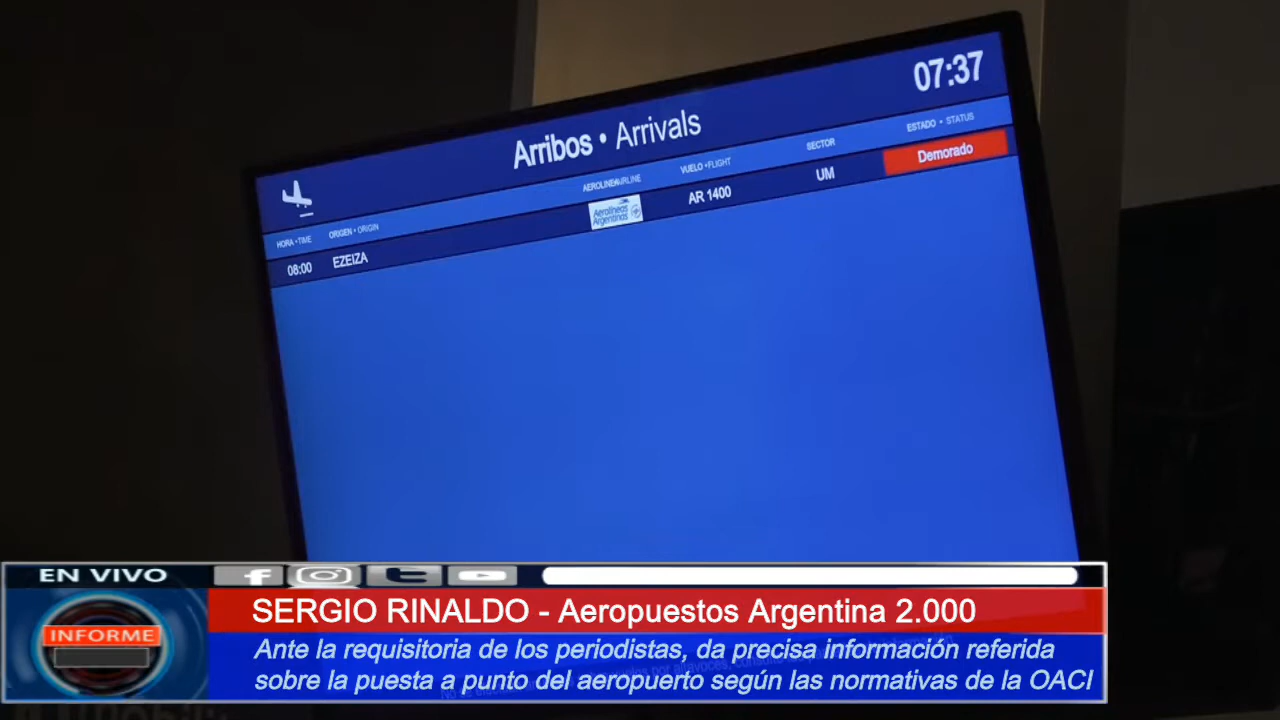 07:37
Arribos • Arrivals
HORA • TIME ORIGEN • ORIGIN AEROLINEA AIRLINE VUELO • FLIGHT SECTOR ESTADO • STATUS
08:00 EZEIZA Aerolíneas Argentinas AR 1400 UM Demorado
EN VIVO
INFORME
SERGIO RINALDO - Aeropuestos Argentina 2.000
Ante la requisitoria de los periodistas, da precisa información referida
sobre la puesta a punto del aeropuerto según las normativas de la OACI